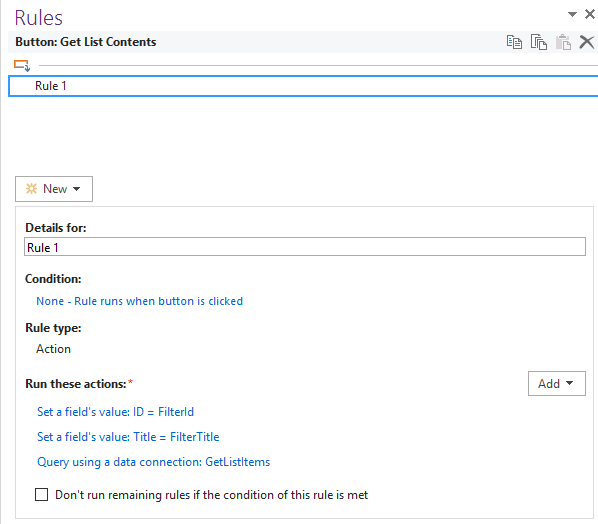 Rules
Button: Get List Contents
Rule 1
New
Details for:
Rule 1
Condition:
None - Rule runs when button is clicked
Rule type:
Action
Run these actions:*
Add
Set a field's value: ID = FilterId
Set a field's value: Title = FilterTitle
Query using a data connection: GetListItems
Don't run remaining rules if the condition of this rule is met